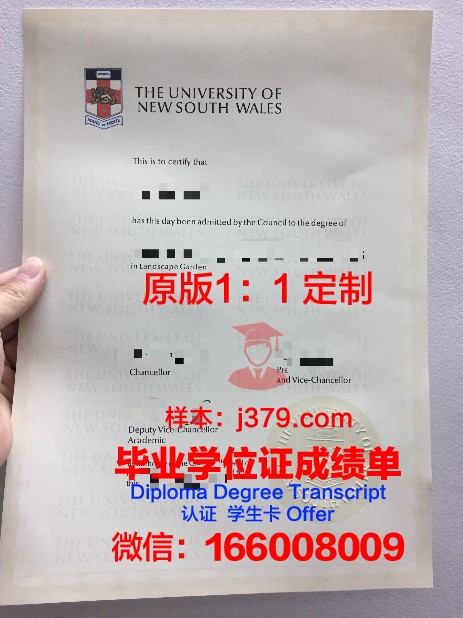 THE UNIVERSITY OF
NEW SOUTH WALES
This is to certify that
has this day been admitted by the Council to the degree of
in Landscape Garden
原版1：1 定制
Chancellor
and Vice-Chancellor
样本：j379.com
Deputy Vice-Chancellor
Academic
毕业学位证成绩单
Diploma Degree Transcript
认证 学生卡 Offer
微信：166008009